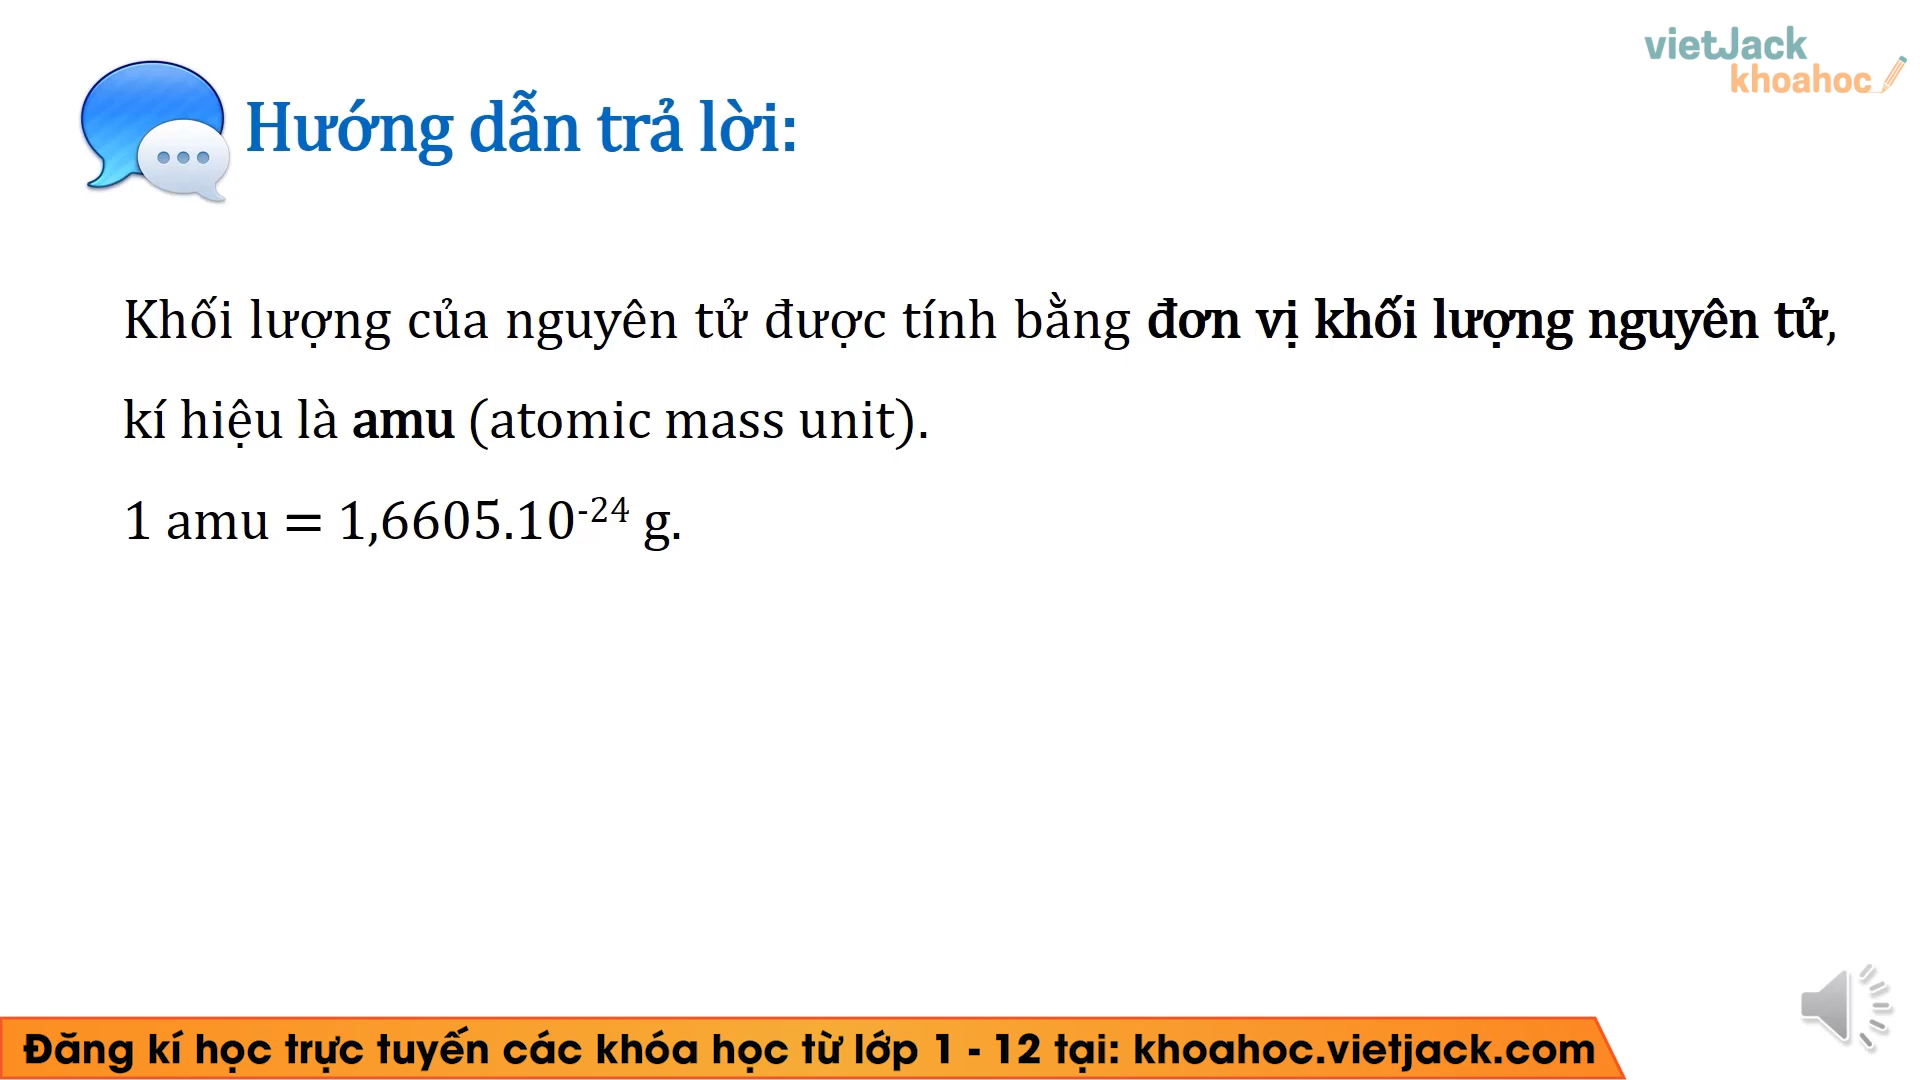 vietJack
khoahoc
Hướng dẫn trả lời:
Khối lượng của nguyên tử được tính bằng đơn vị khối lượng nguyên tử,
kí hiệu là amu (atomic mass unit).
1 amu = 1,6605.10⁻²⁴ g.
Đăng kí học trực tuyến các khóa học từ lớp 1 - 12 tại: khoahoc.vietjack.com